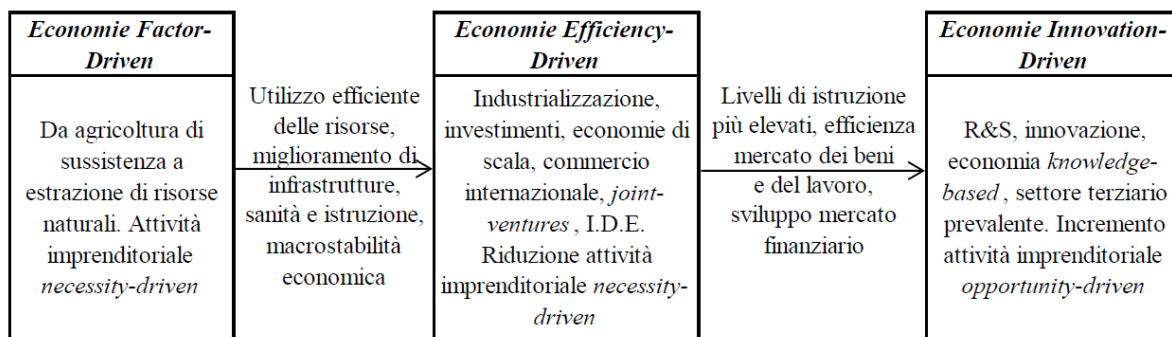 Economie Factor-
Driven
Da agricoltura di
sussistenza a
estrazione di risorse
naturali. Attività
imprenditoriale
necessity-driven
Utilizzo efficiente
delle risorse,
miglioramento di
infrastrutture,
sanità e istruzione,
macrostabilità
economica
Economie Efficiency-
Driven
Industrializzazione,
investimenti, economie di
scala, commercio
internazionale, joint-
ventures , I.D.E.
Riduzione attività
imprenditoriale necessity-
driven
Livelli di istruzione
più elevati, efficienza
mercato dei beni
e del lavoro,
sviluppo mercato
finanziario
Economie Innovation-
Driven
R&S, innovazione,
economia knowledge-
based , settore terziario
prevalente. Incremento
attività imprenditoriale
opportunity-driven